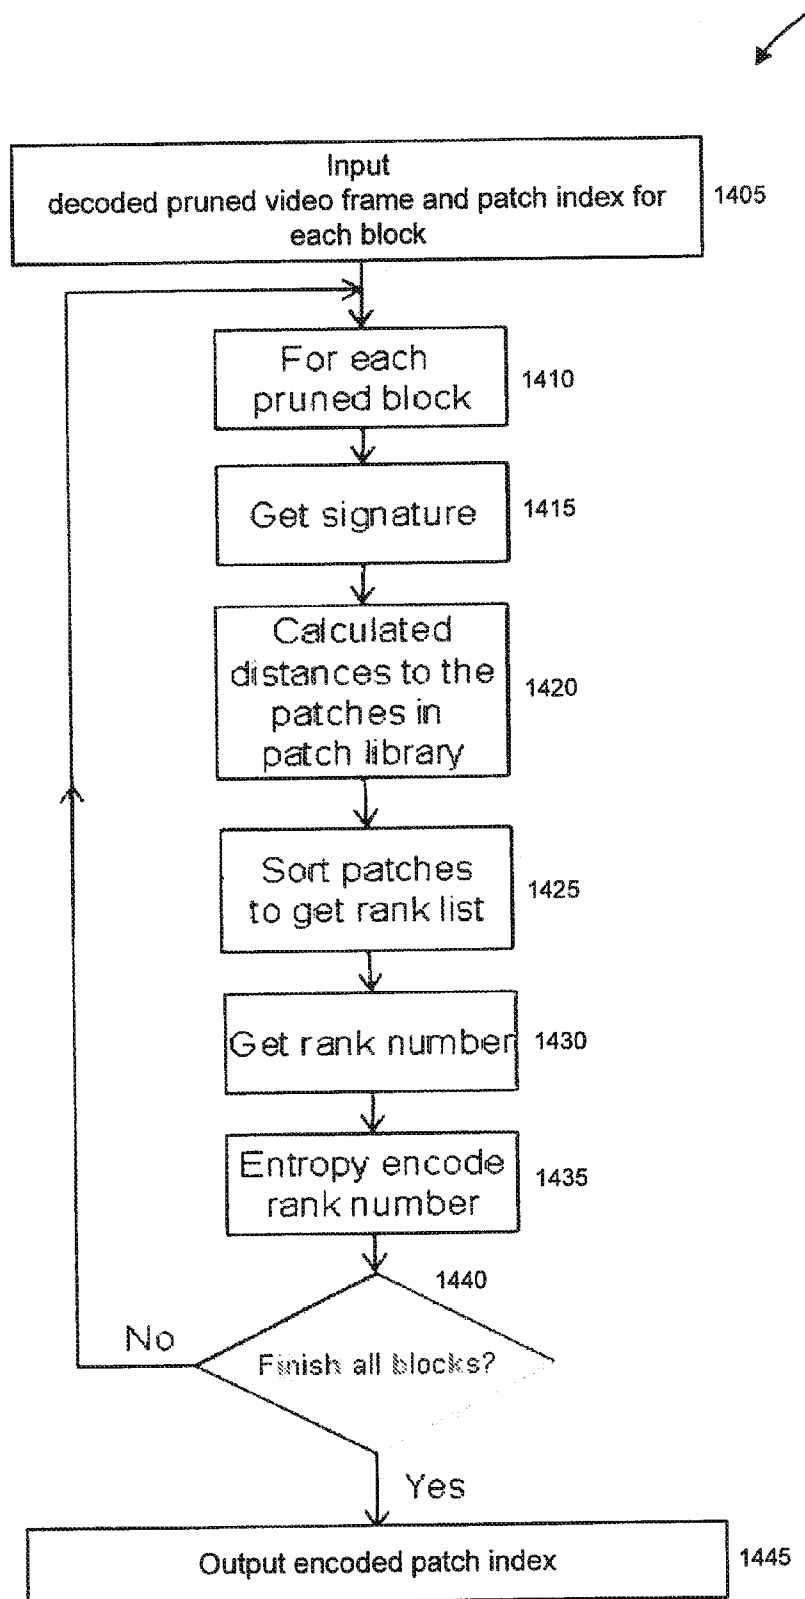 Input
decoded pruned video frame and patch index for
each block
1405
For each
pruned block
1410
Get signature
1415
Calculated
distances to the
patches in
patch library
1420
Sort patches
to get rank list
1425
Get rank number
1430
Entropy encode
rank number
1435
1440
Finish all blocks?
No
Yes
Output encoded patch index
1445